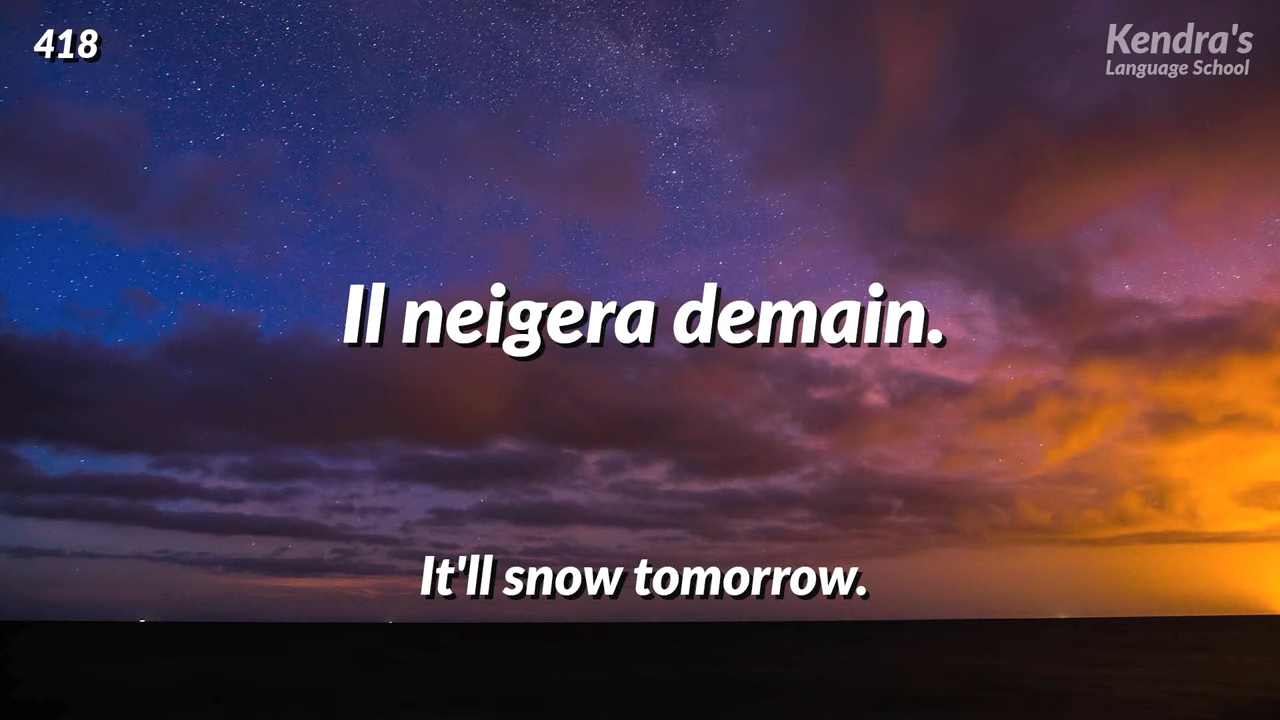 418
Kendra's
Language School
Il neigera demain.
It'll snow tomorrow.